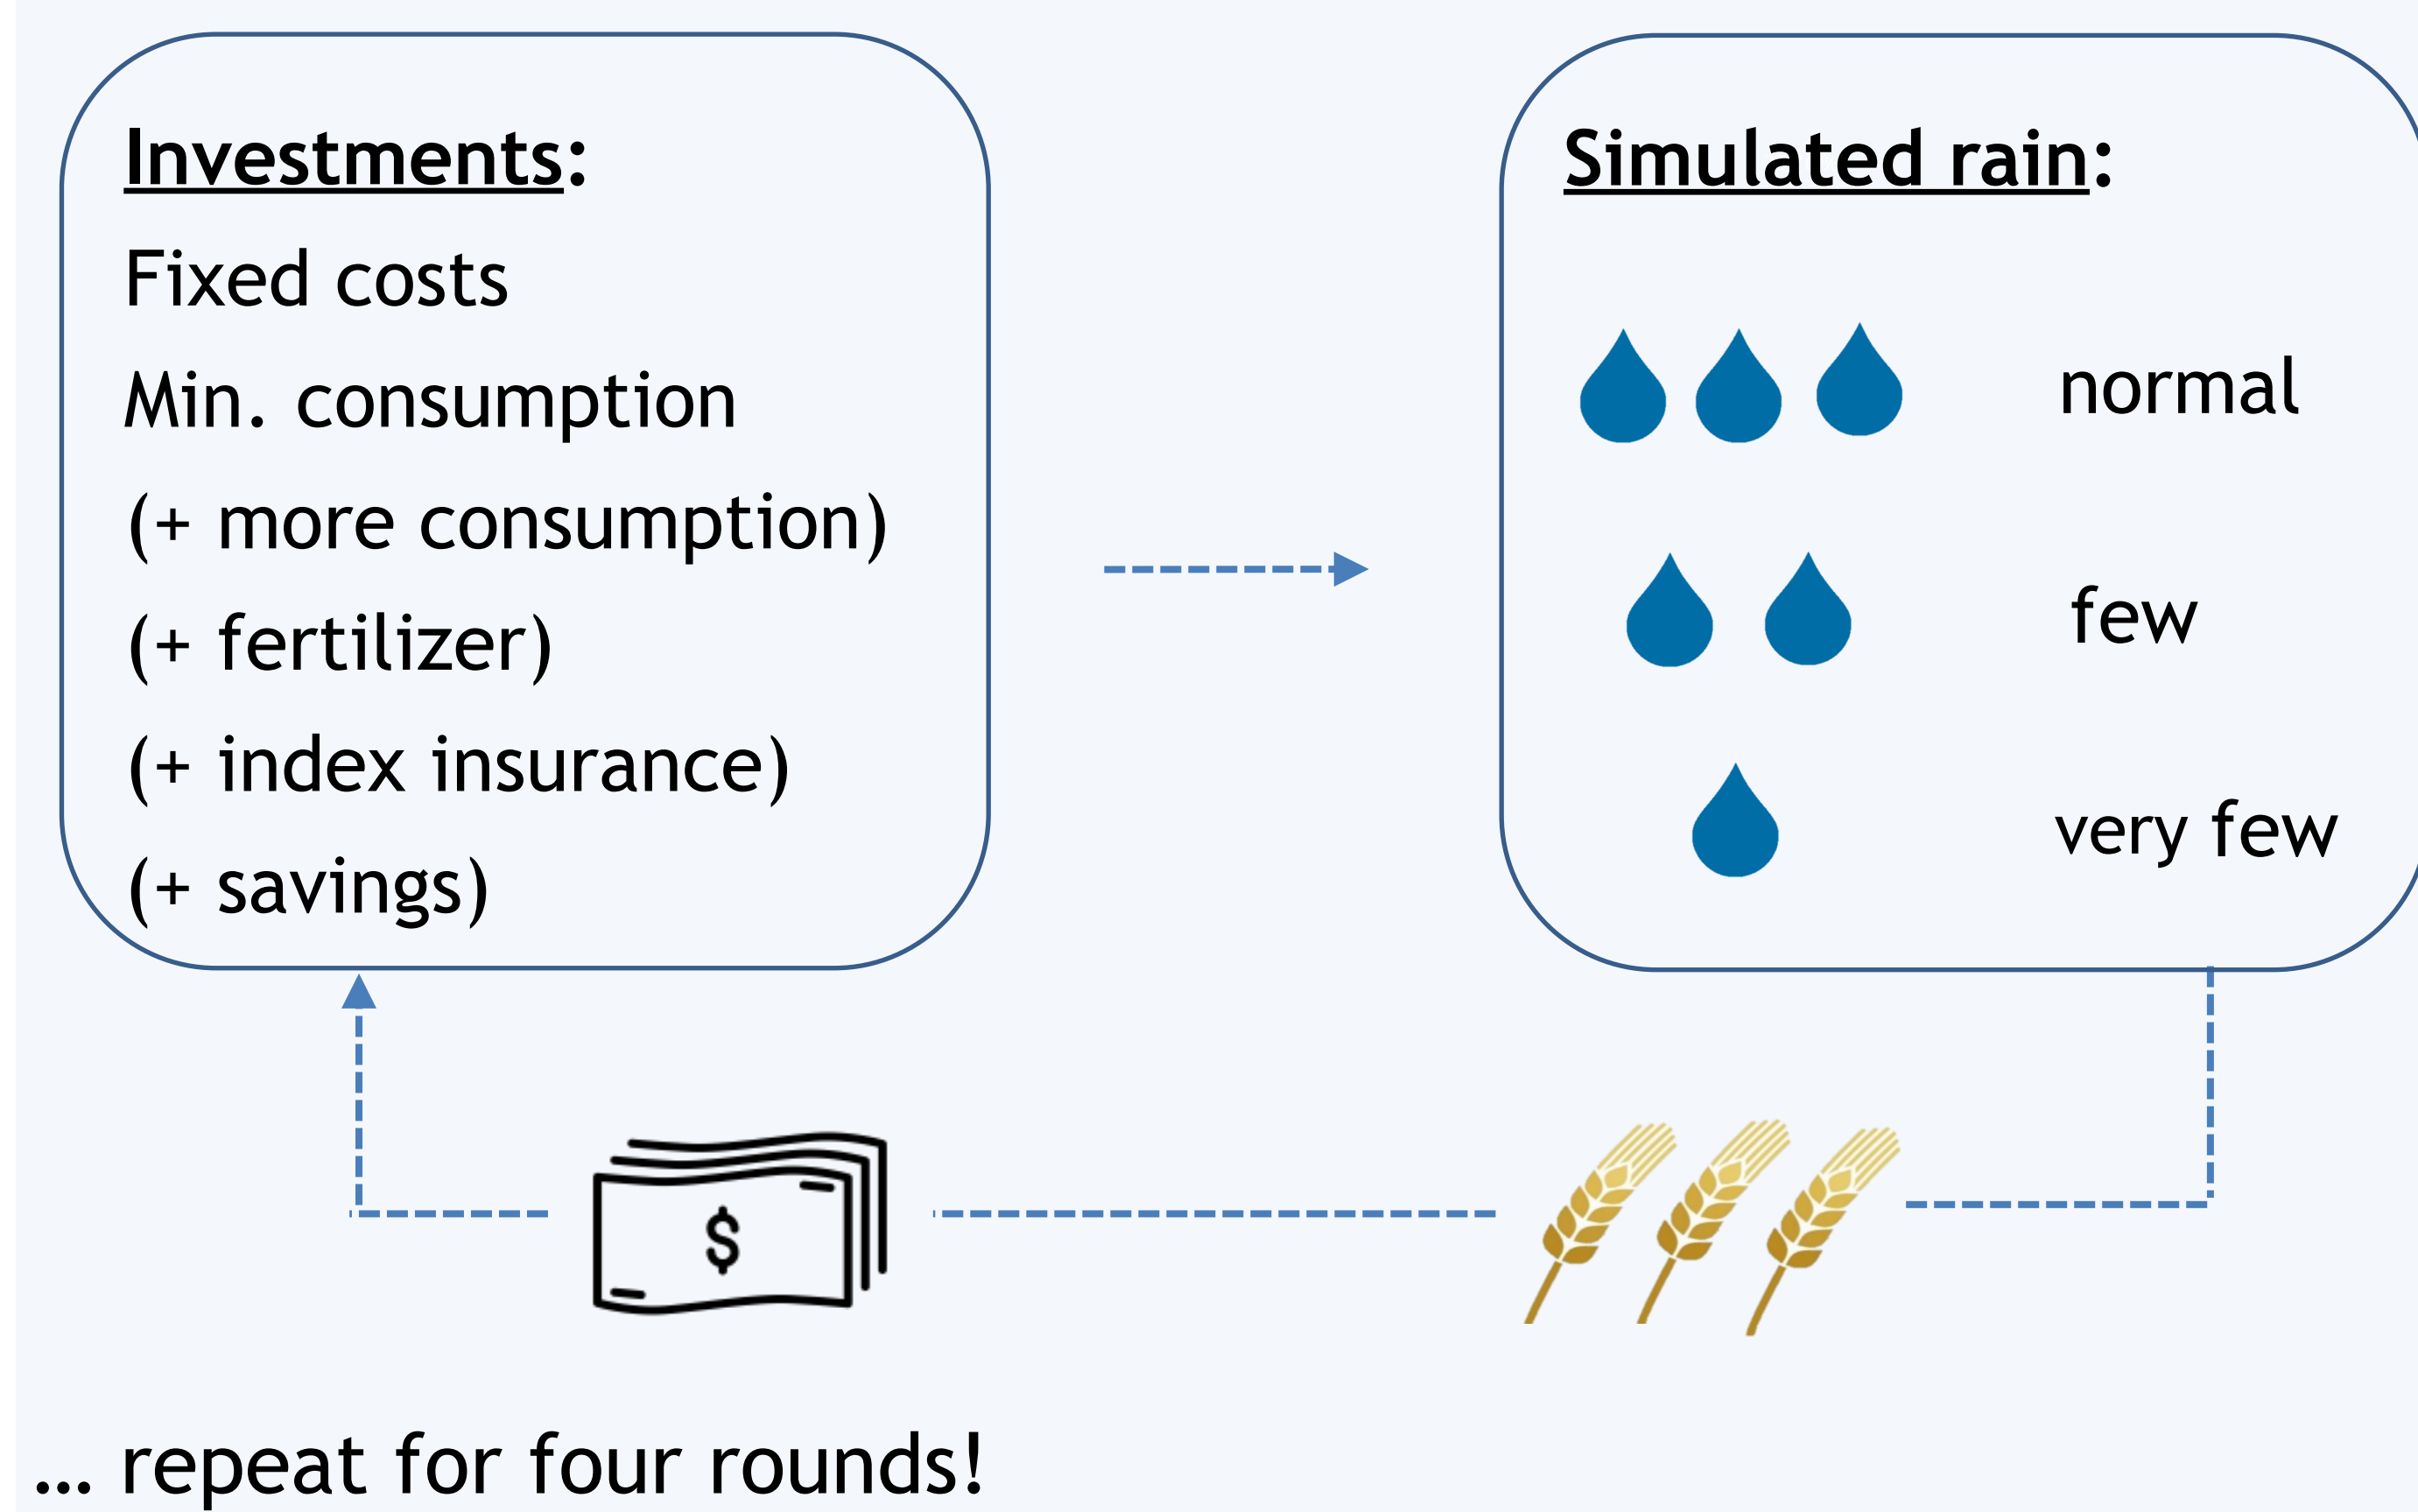 Investments:
Fixed costs
Min. consumption
(+ more consumption)
(+ fertilizer)
(+ index insurance)
(+ savings)
Simulated rain:
normal
few
very few
$
... repeat for four rounds!